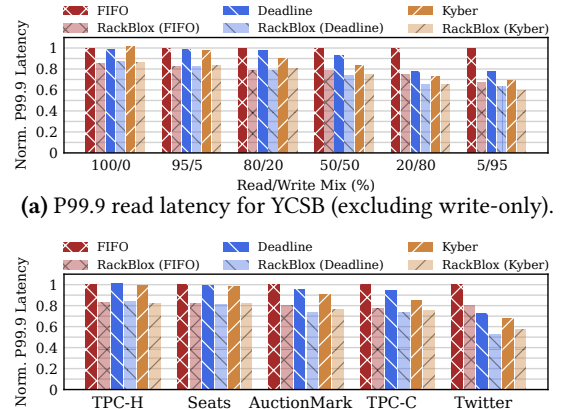 FIFO Deadline Kyber
RackBlox (FIFO) RackBlox (Deadline) RackBlox (Kyber)
Norm. P99.9 Latency
1
0.8
0.6
0.4
0.2
0
100/0 95/5 80/20 50/50 20/80 5/95
Read/Write Mix (%)
(a) P99.9 read latency for YCSB (excluding write-only).
FIFO Deadline Kyber
RackBlox (FIFO) RackBlox (Deadline) RackBlox (Kyber)
Norm. P99.9 Latency
1
0.8
0.6
0.4
0.2
0
TPC-H Seats AuctionMark TPC-C Twitter